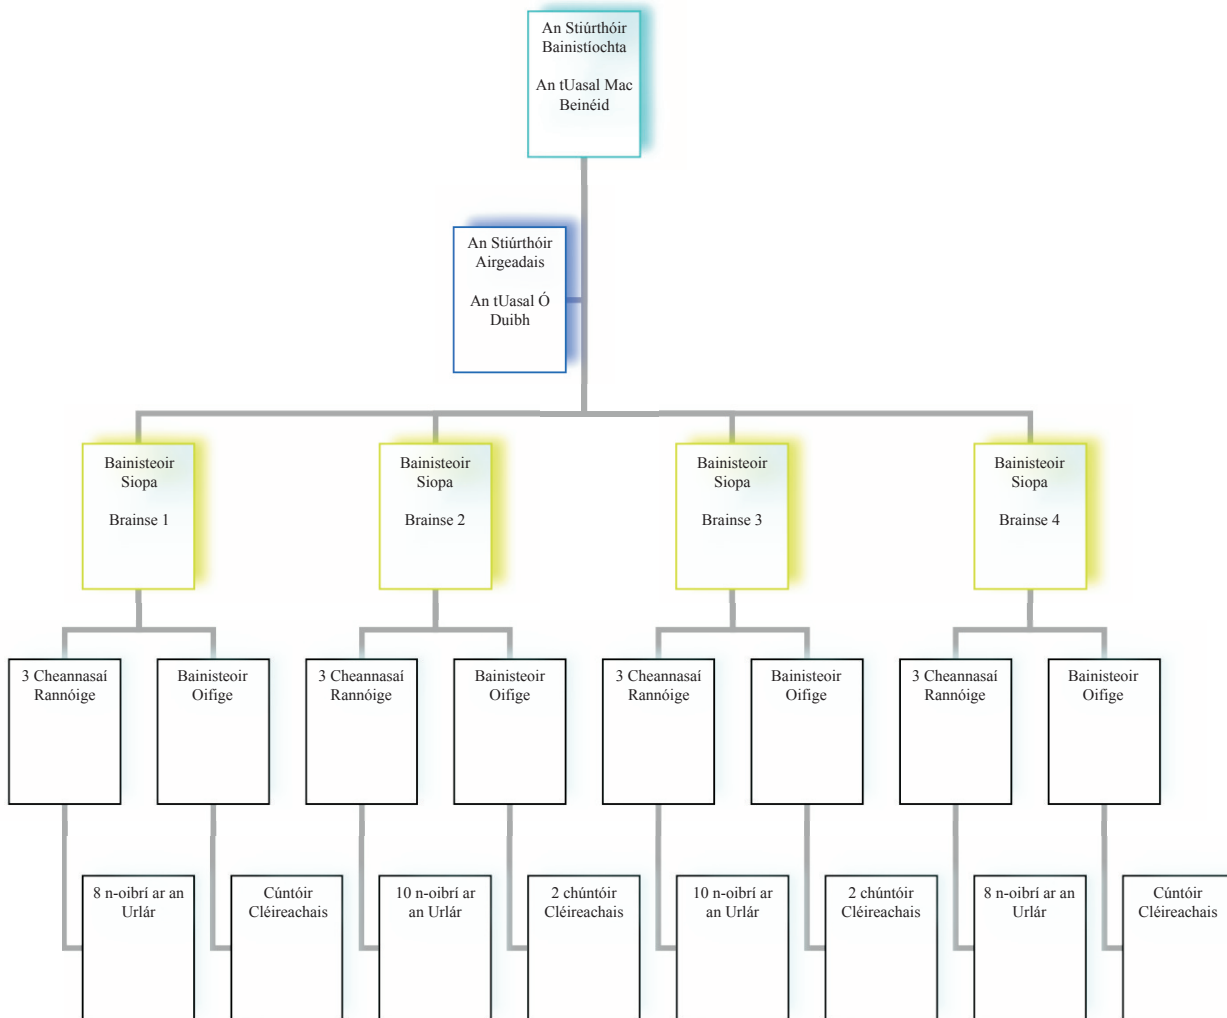 An Stiúrthóir
Bainistíochta
An tUasal Mac
Beinéid
An Stiúrthóir
Airgeadais
An tUasal Ó
Duibh
Bainisteoir
Siopa
Brainse 1
Bainisteoir
Siopa
Brainse 2
Bainisteoir
Siopa
Brainse 3
Bainisteoir
Siopa
Brainse 4
3 Cheannasaí
Rannóige
Bainisteoir
Oifige
3 Cheannasaí
Rannóige
Bainisteoir
Oifige
3 Cheannasaí
Rannóige
Bainisteoir
Oifige
3 Cheannasaí
Rannóige
Bainisteoir
Oifige
8 n-oibrí ar an
Urlár
Cúntóir
Cléireachais
10 n-oibrí ar
an Urlár
2 chúntóir
Cléireachais
10 n-oibrí ar
an Urlár
2 chúntóir
Cléireachais
8 n-oibrí ar an
Urlár
Cúntóir
Cléireachais